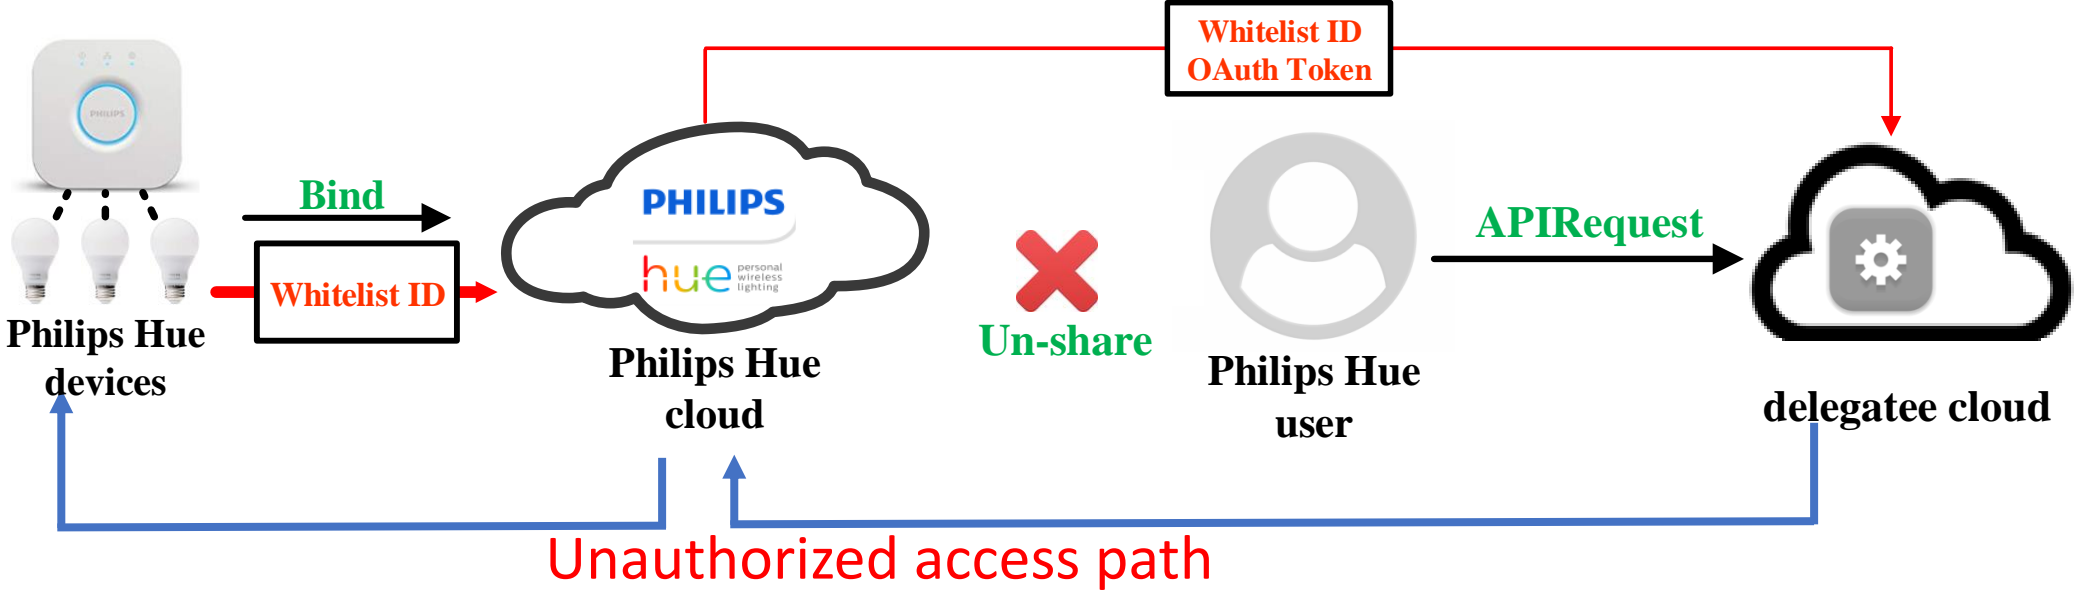 Whitelist ID
OAuth Token
PHILIPS
Bind
Whitelist ID
Philips Hue
devices
PHILIPS
hue personal
wireless
lighting
Philips Hue
cloud
Un-share
Philips Hue
user
APIRequest
delegatee cloud
Unauthorized access path